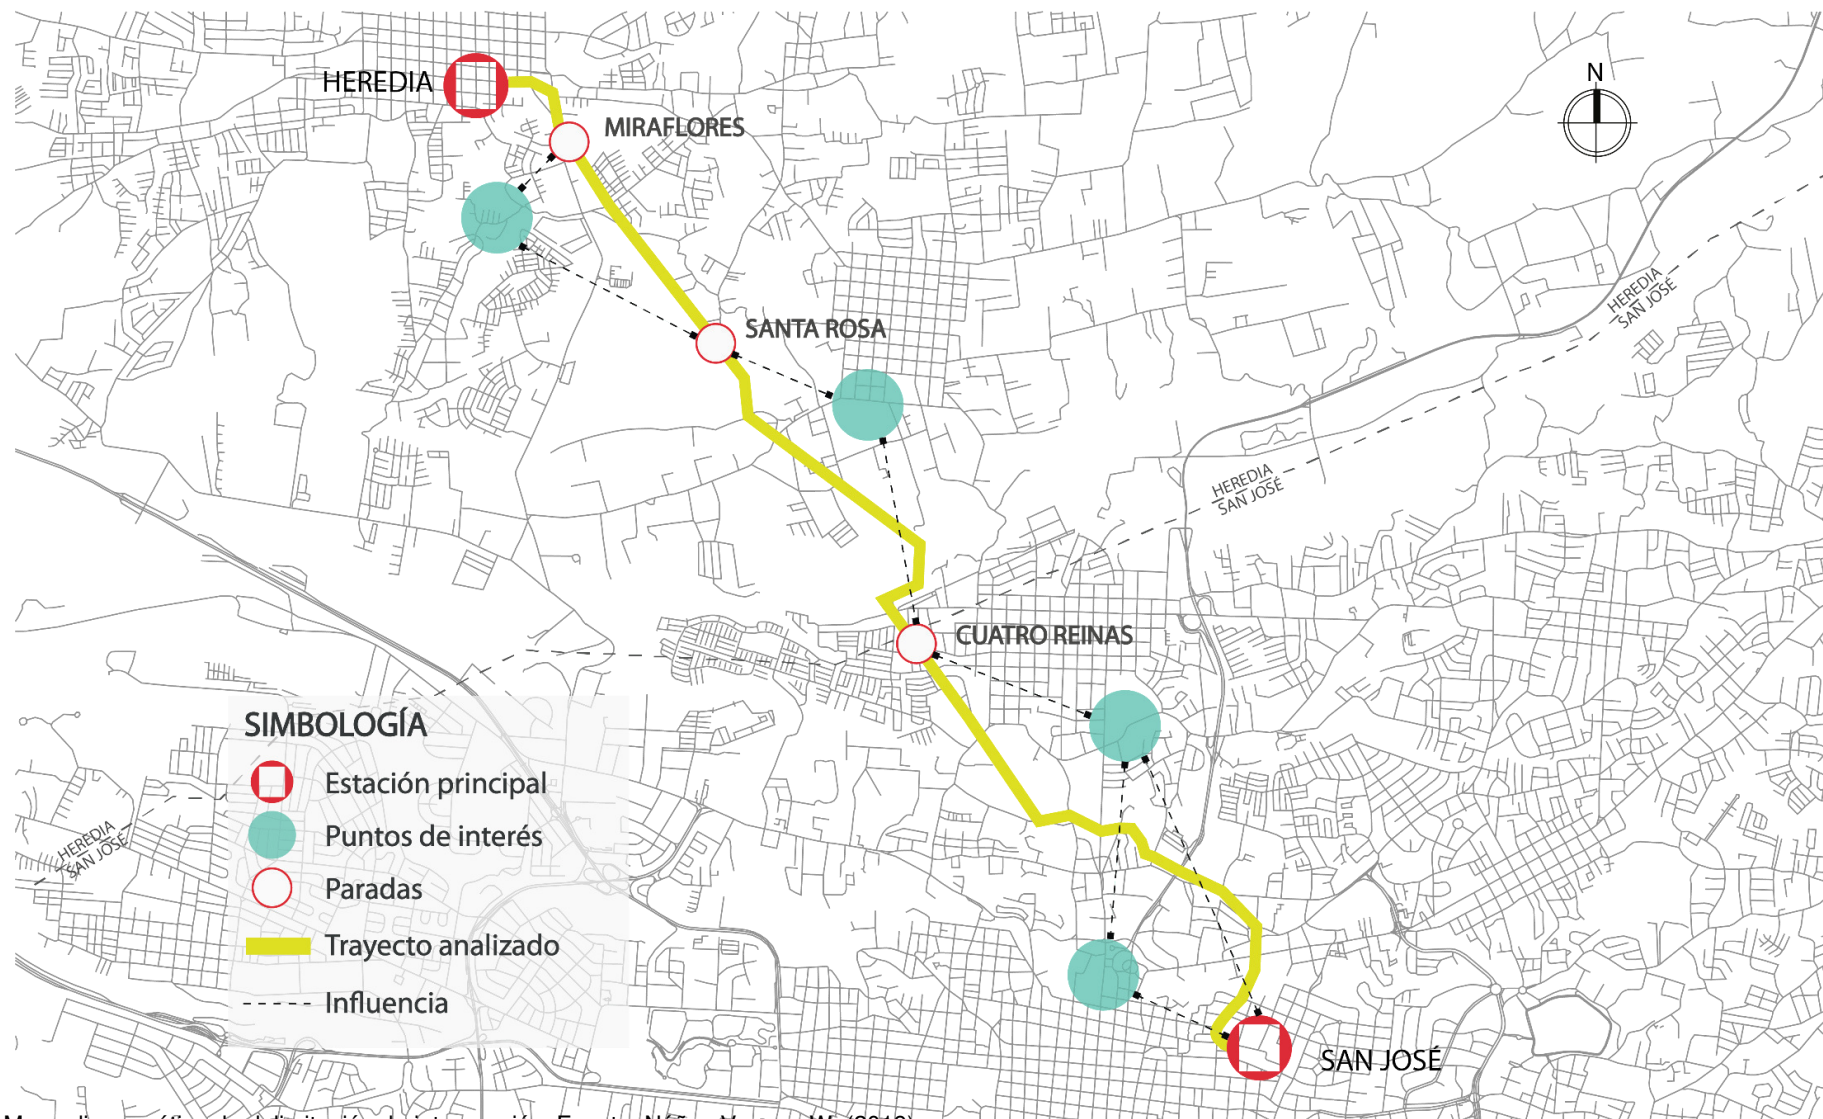 HEREDIA
MIRAFLORES
SANTA ROSA
CUATRO REINAS
SAN JOSÉ
N
HEREDIA
SAN JOSÉ
HEREDIA
SAN JOSÉ
HEREDIA
SAN JOSÉ
SIMBOLOGÍA
Estación principal
Puntos de interés
Paradas
Trayecto analizado
Influencia